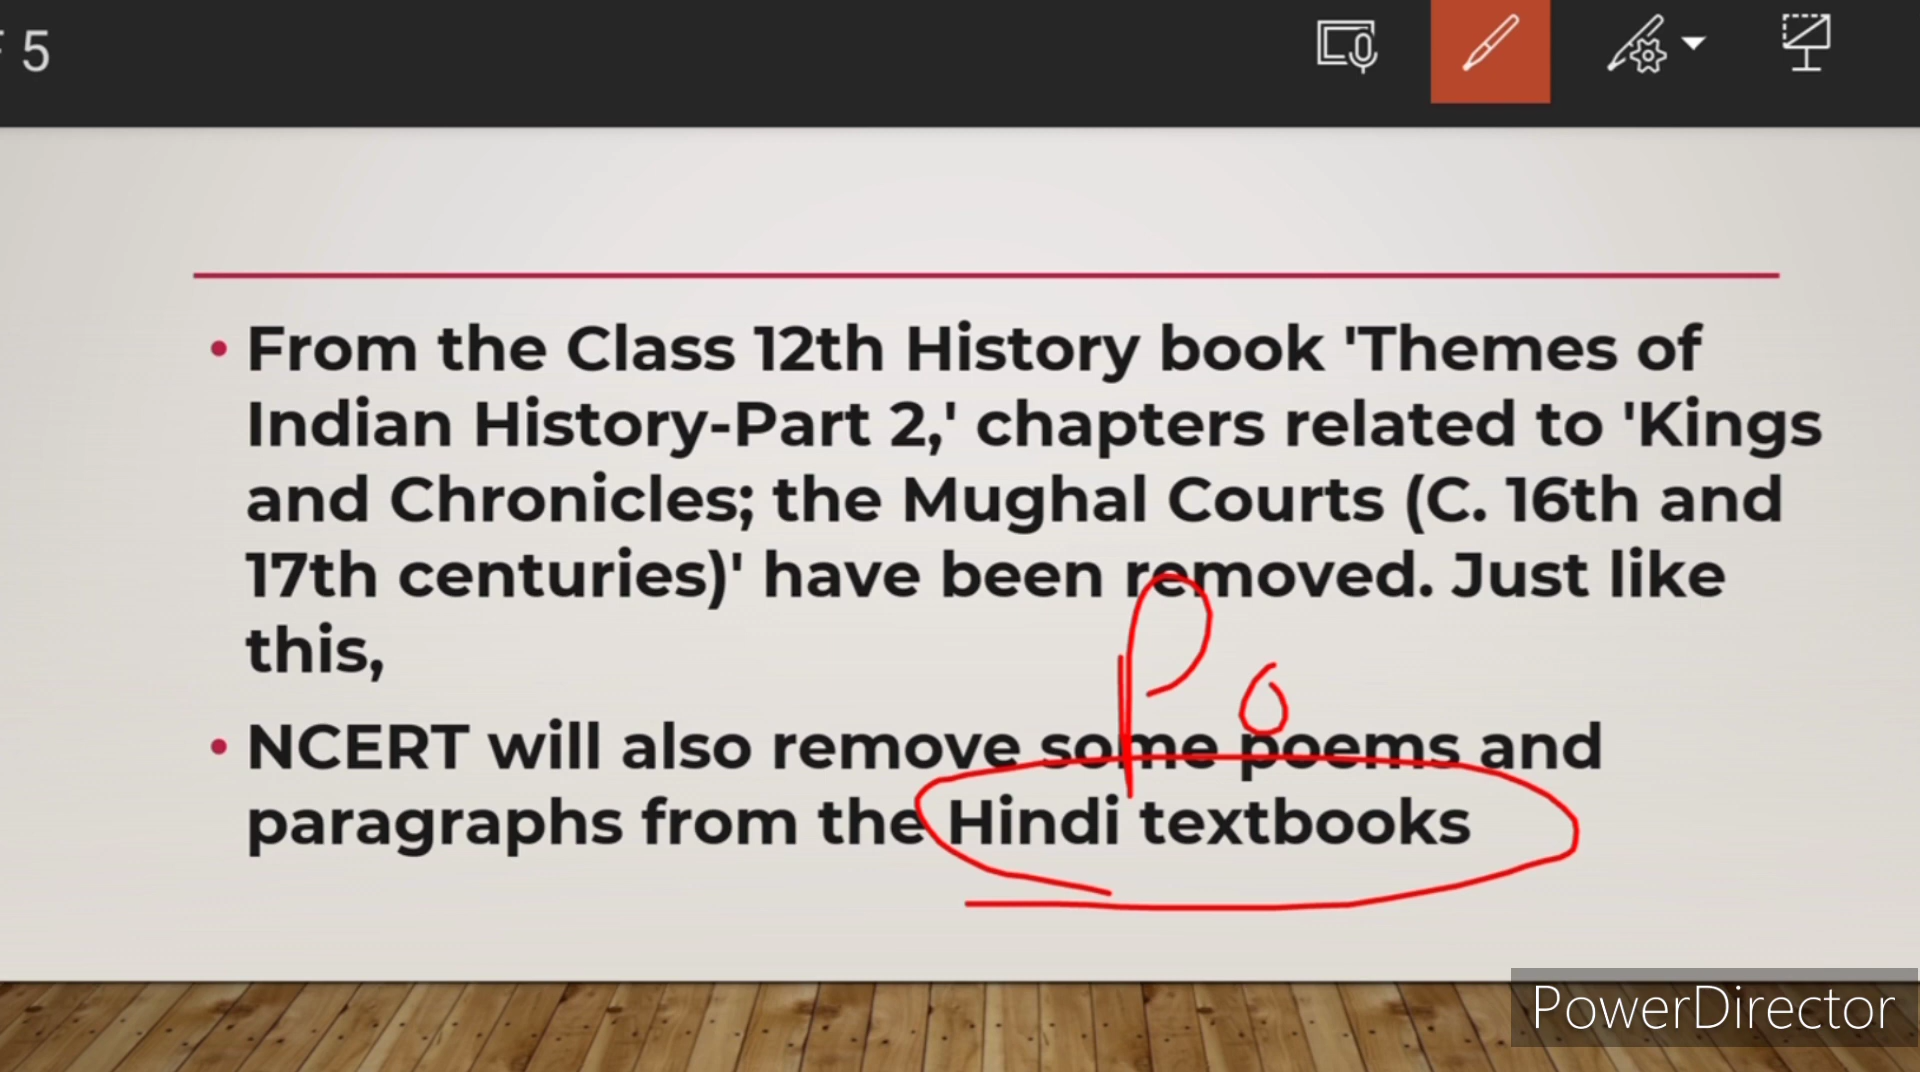 5
From the Class 12th History book 'Themes of
Indian History-Part 2,' chapters related to 'Kings
and Chronicles; the Mughal Courts (C. 16th and
17th centuries)' have been removed. Just like
this,
Po
NCERT will also remove some poems and
paragraphs from the Hindi textbooks
PowerDirector